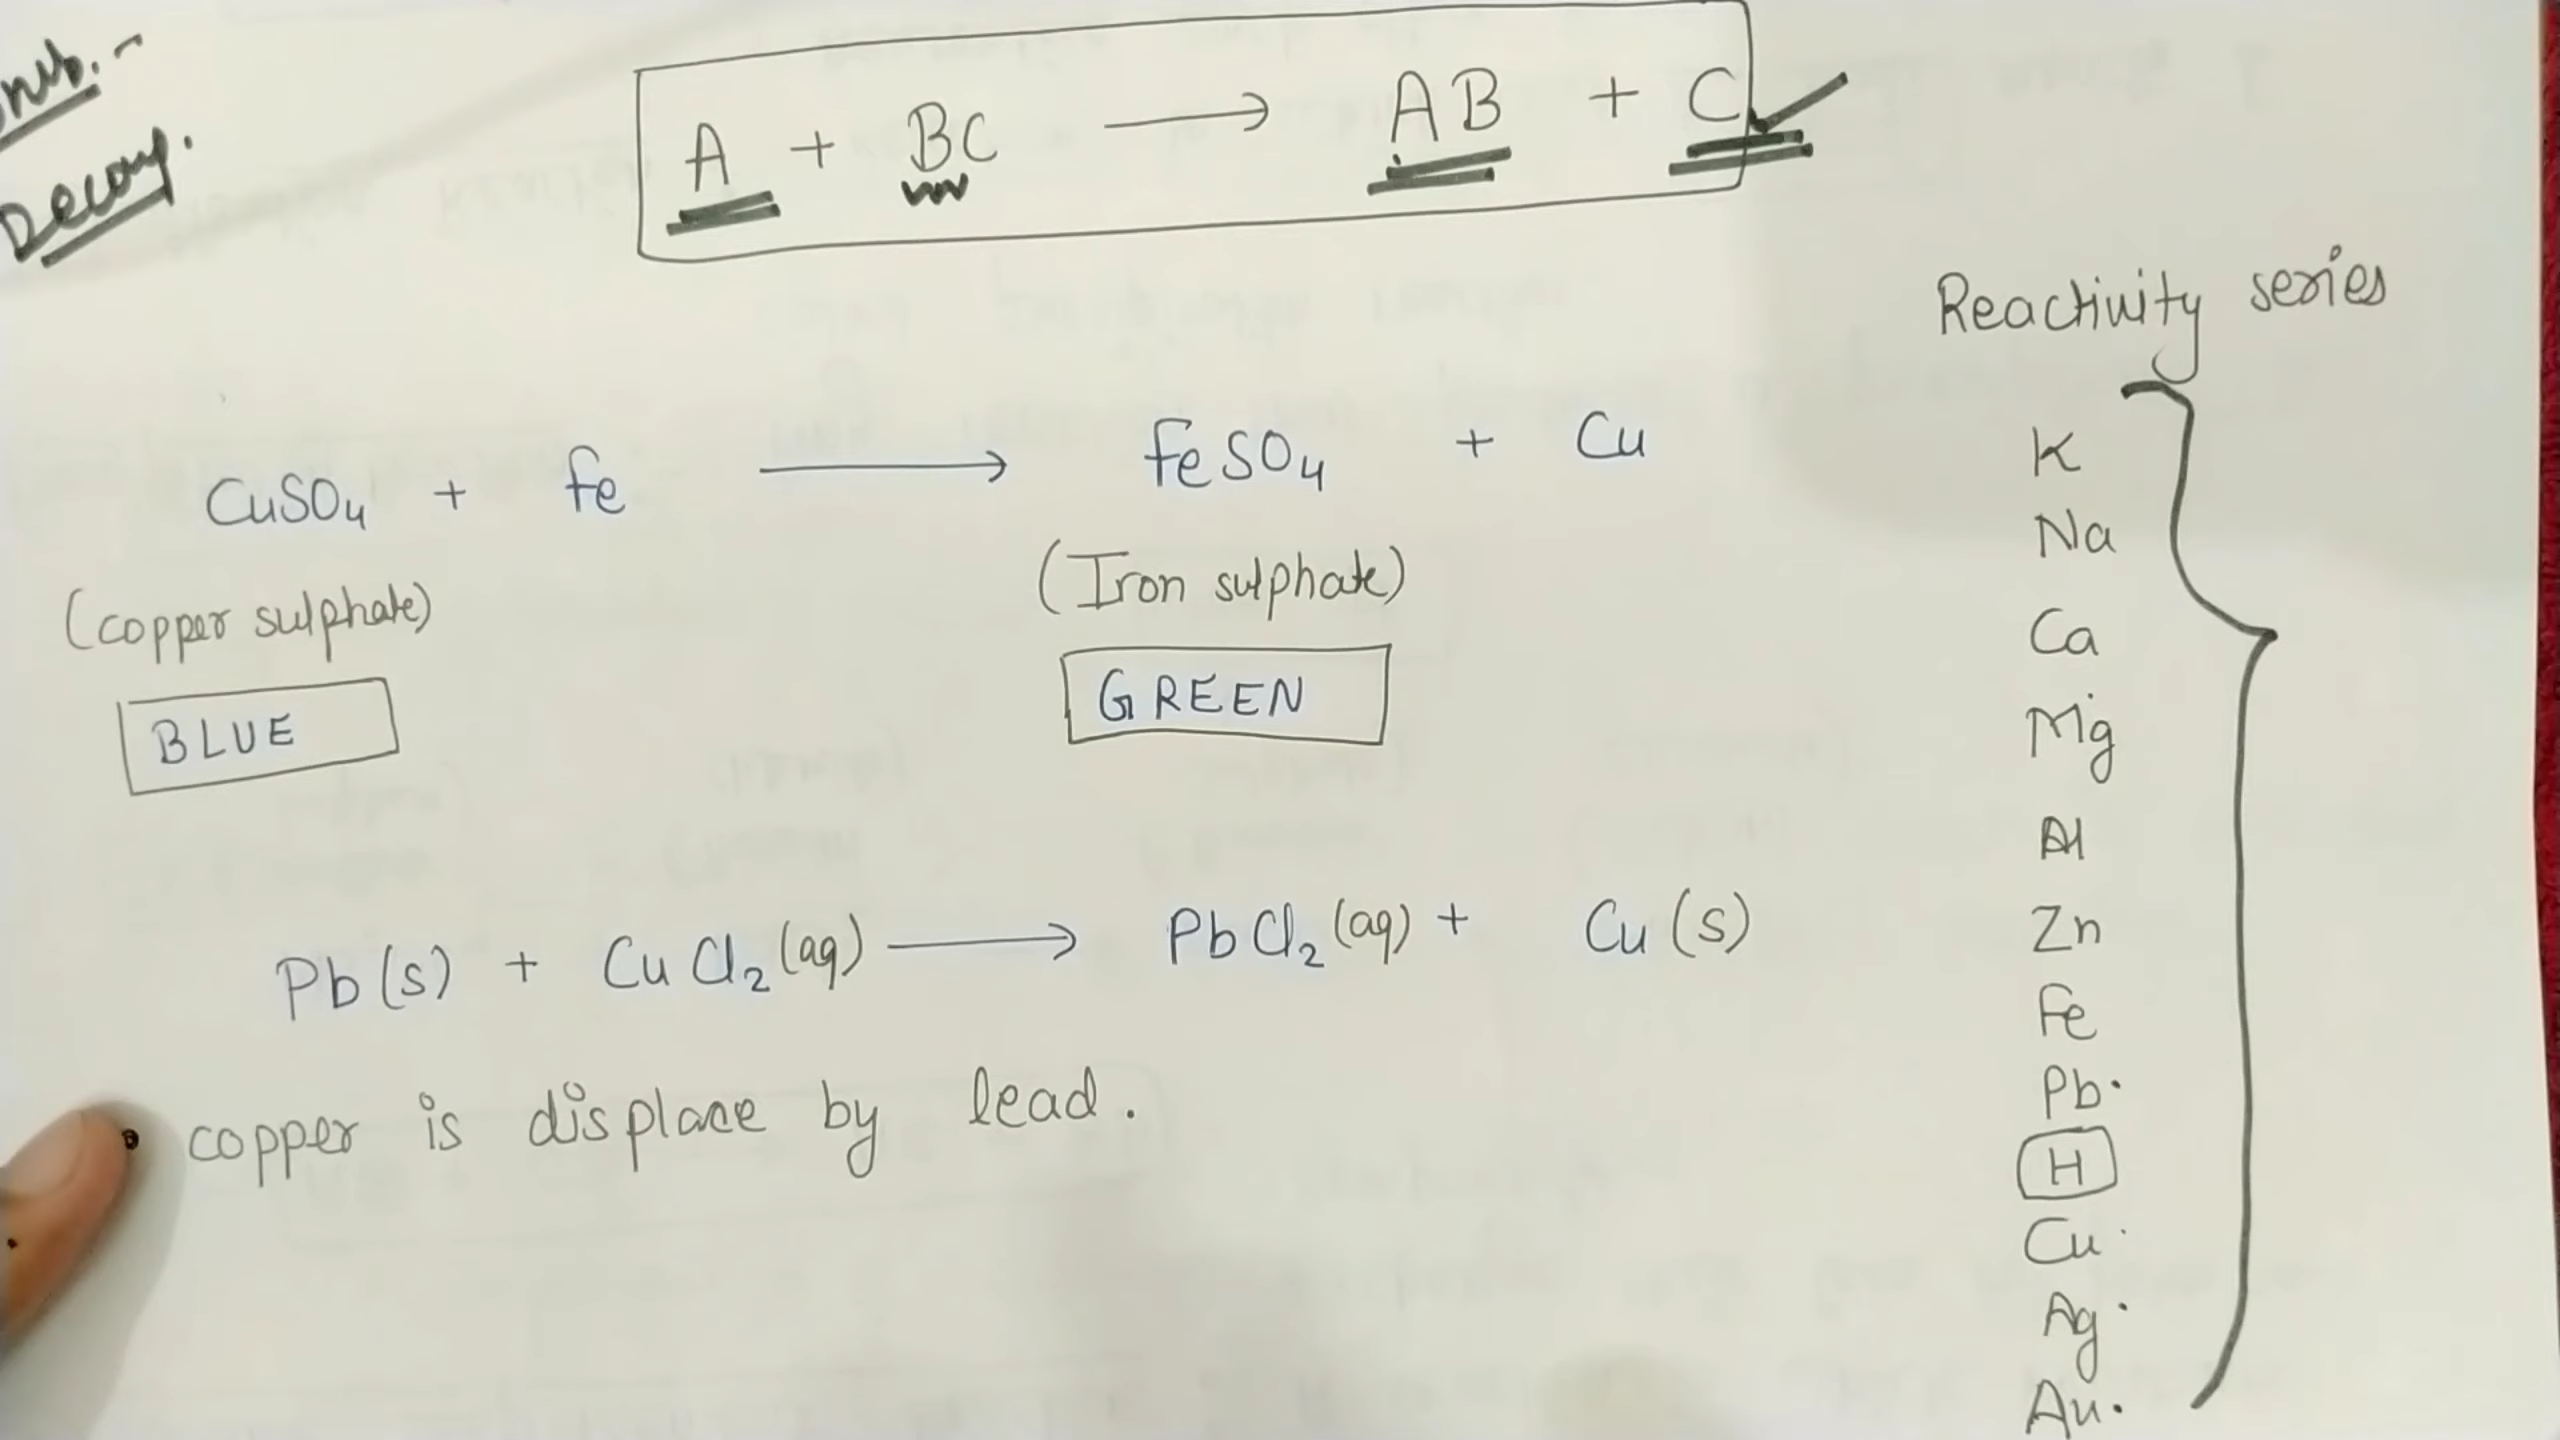 Decomp.
A + BC → AB + C
Reactivity series
CuSO₄ + Fe → FeSO₄ + Cu
(copper sulphate)
(Iron sulphate)
BLUE
GREEN
Pb(s) + CuCl₂(aq) → PbCl₂(aq) + Cu(s)
• copper is displace by lead.
K
Na
Ca
Mg
Al
Zn
Fe
Pb
H
Cu
Ag
Au